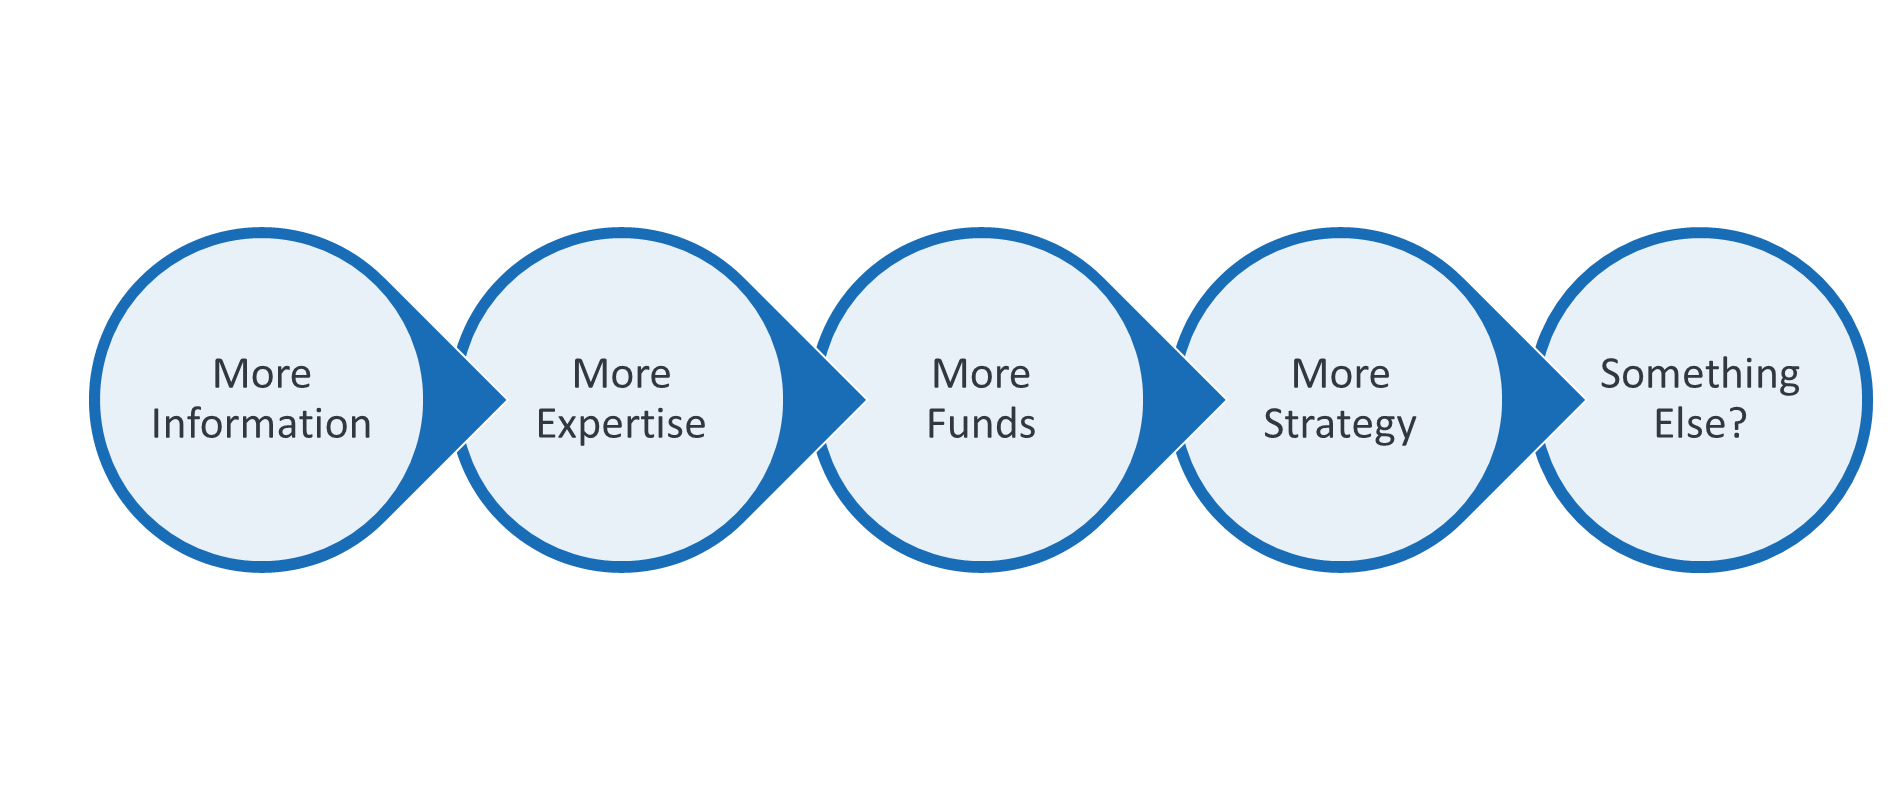 More
Information
More
Expertise
More
Funds
More
Strategy
Something
Else?